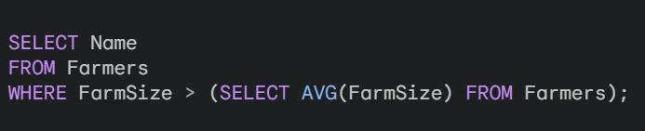 SELECT Name
FROM Farmers
WHERE FarmSize > (SELECT AVG(FarmSize) FROM Farmers);